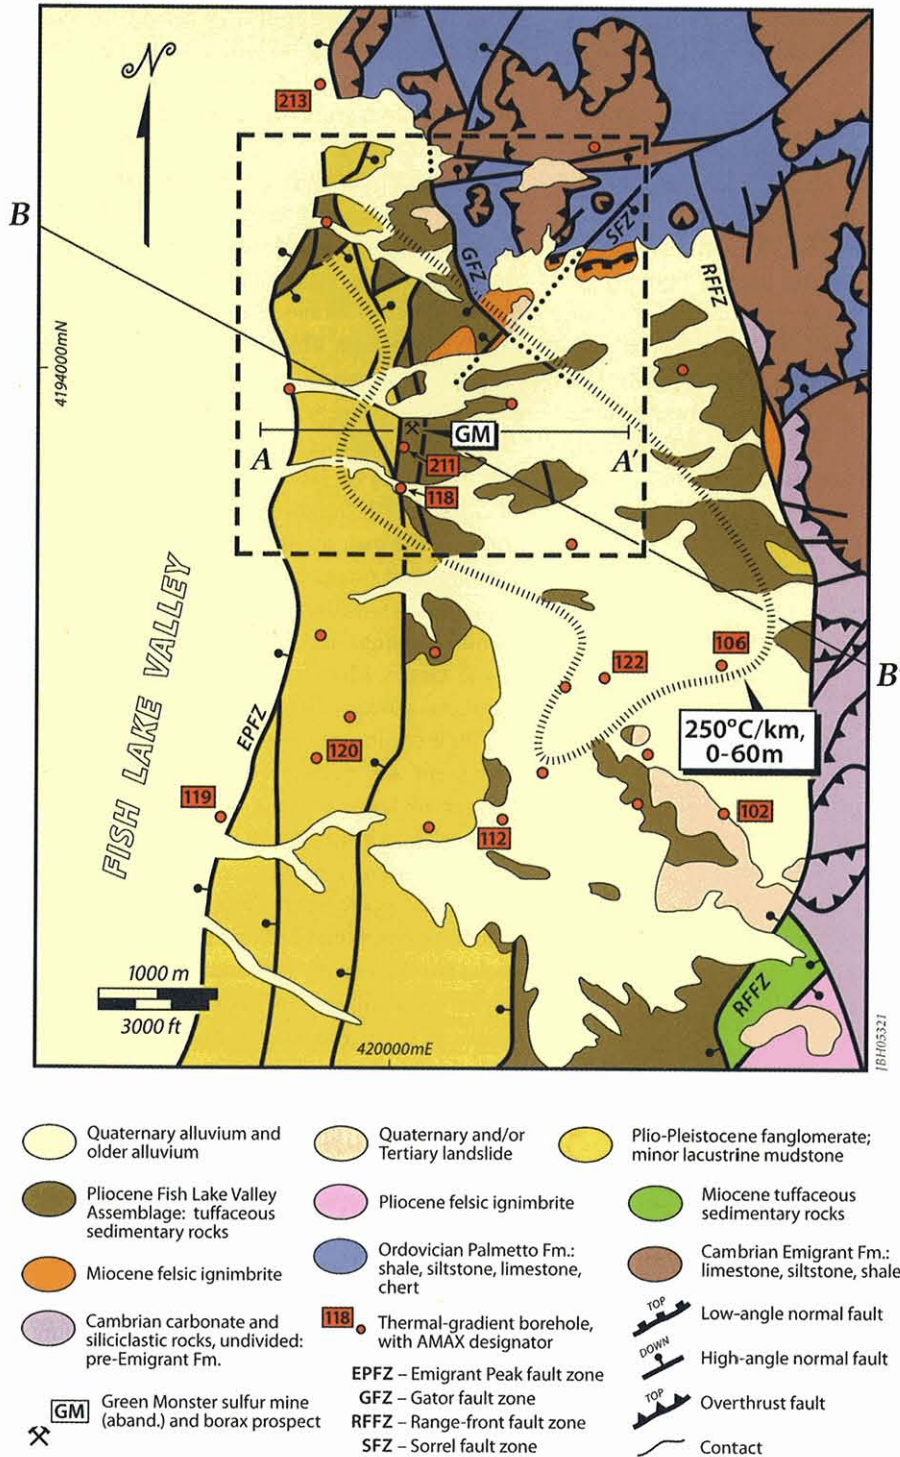 N
213
B
SFZ
GFZ
RFFZ
4194000mN
GM
A
A'
211
118
FISH LAKE VALLEY
122
106
B'
EPFZ
250°C/km,
0-60m
120
119
102
112
1000 m
3000 ft
RFFZ
420000mE
JBH05321
Quaternary alluvium and
older alluvium
Quaternary and/or
Tertiary landslide
Plio-Pleistocene fanglomerate;
minor lacustrine mudstone
Pliocene Fish Lake Valley
Assemblage: tuffaceous
sedimentary rocks
Pliocene felsic ignimbrite
Miocene tuffaceous
sedimentary rocks
Miocene felsic ignimbrite
Ordovician Palmetto Fm.:
shale, siltstone, limestone,
chert
Cambrian Emigrant Fm.:
limestone, siltstone, shale
Cambrian carbonate and
siliciclastic rocks, undivided:
pre-Emigrant Fm.
118
Thermal-gradient borehole,
with AMAX designator
TOP
Low-angle normal fault
DOWN
High-angle normal fault
TOP
Overthrust fault
Contact
GM
Green Monster sulfur mine
(aband.) and borax prospect
EPFZ – Emigrant Peak fault zone
GFZ – Gator fault zone
RFFZ – Range-front fault zone
SFZ – Sorrel fault zone